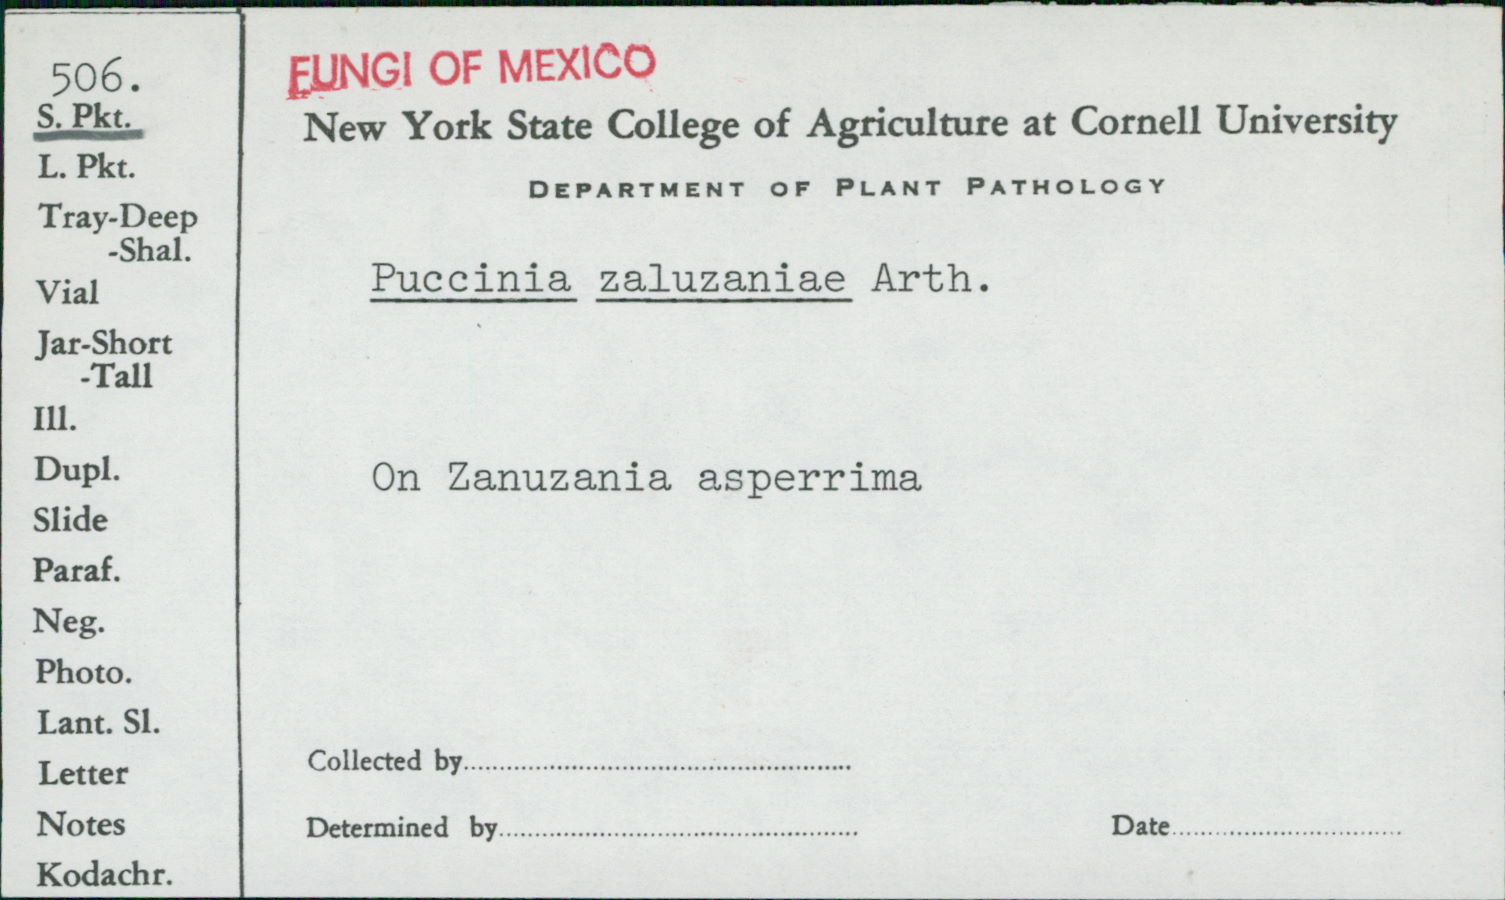 506.
S. Pkt.
L. Pkt.
Tray-Deep
-Shal.
Vial
Jar-Short
-Tall
Ill.
Dupl.
Slide
Paraf.
Neg.
Photo.
Lant. Sl.
Letter
Notes
Kodachr.
FUNGI OF MEXICO
New York State College of Agriculture at Cornell University
DEPARTMENT OF PLANT PATHOLOGY
Puccinia zaluzaniae Arth.
On Zanuzania asperrima
Collected by
Determined by
Date